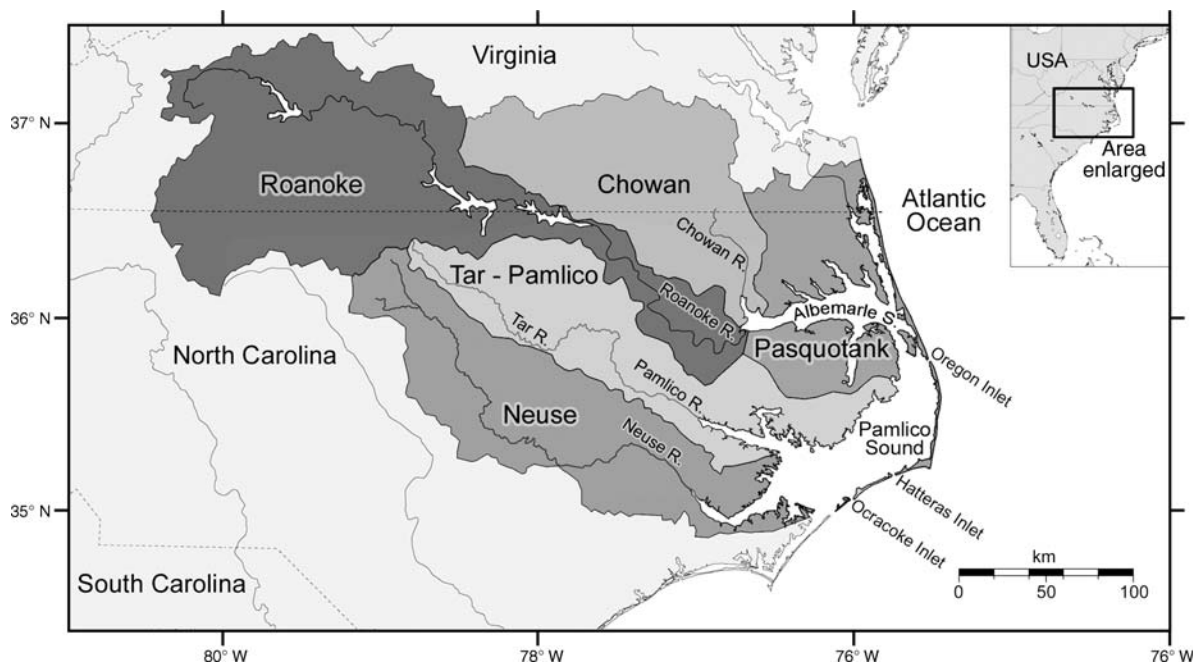 Virginia
USA
Area
enlarged
37° N
Roanoke
Chowan
Atlantic
Ocean
Chowan R.
Tar - Pamlico
Roanoke R.
Albemarle S.
36° N
Tar R.
North Carolina
Pasquotank
Oregon Inlet
Pamlico R.
Neuse
Neuse R.
Pamlico
Sound
Hatteras Inlet
35° N
Ocracoke Inlet
km
0 50 100
South Carolina
80° W 78° W 76° W 76° W